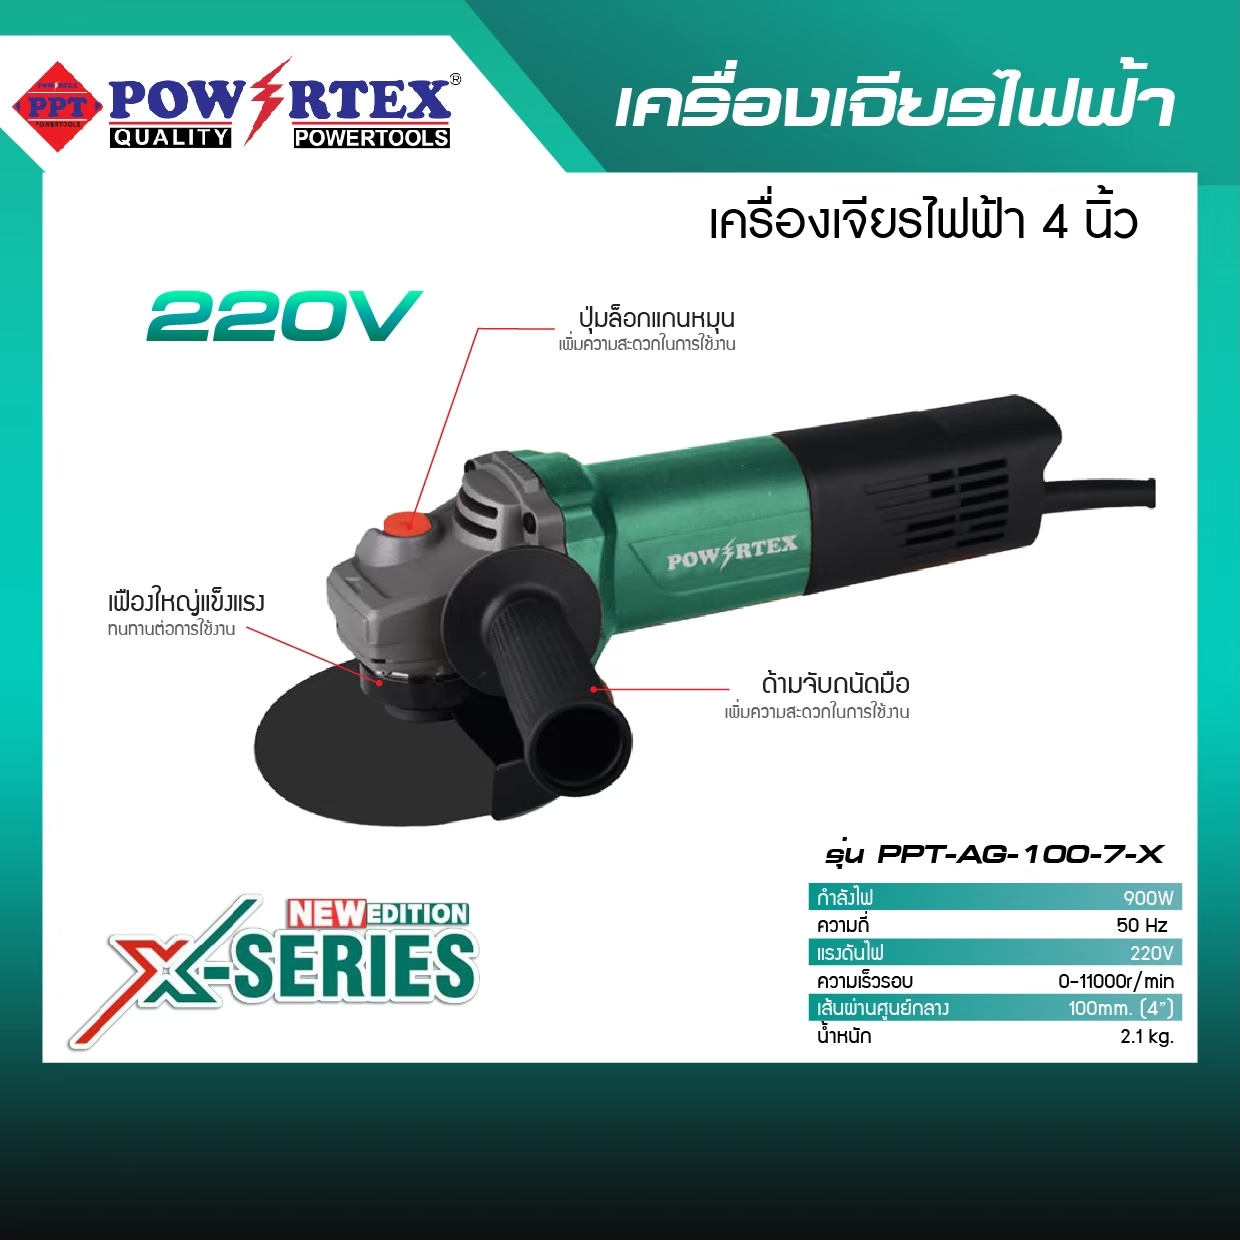 POWERTEX®
PPT
POWERTOOLS
QUALITY POWERTOOLS
เครื่องเจียรไฟฟ้า
เครื่องเจียรไฟฟ้า 4 นิ้ว
220V
ปุ่มล็อกแกนหมุน
เพิ่มความสะดวกในการใช้งาน
POWERTEX
เฟืองใหญ่แข็งแรง
ทนทานต่อการใช้งาน
ด้ามจับถนัดมือ
เพิ่มความสะดวกในการใช้งาน
รุ่น PPT-AG-100-7-X
กำลังไฟ 900W
ความถี่ 50 Hz
แรงดันไฟ 220V
ความเร็วรอบ 0-11000r/min
เส้นผ่านศูนย์กลาง 100mm. (4”)
น้ำหนัก 2.1 kg.
NEW EDITION
X-SERIES